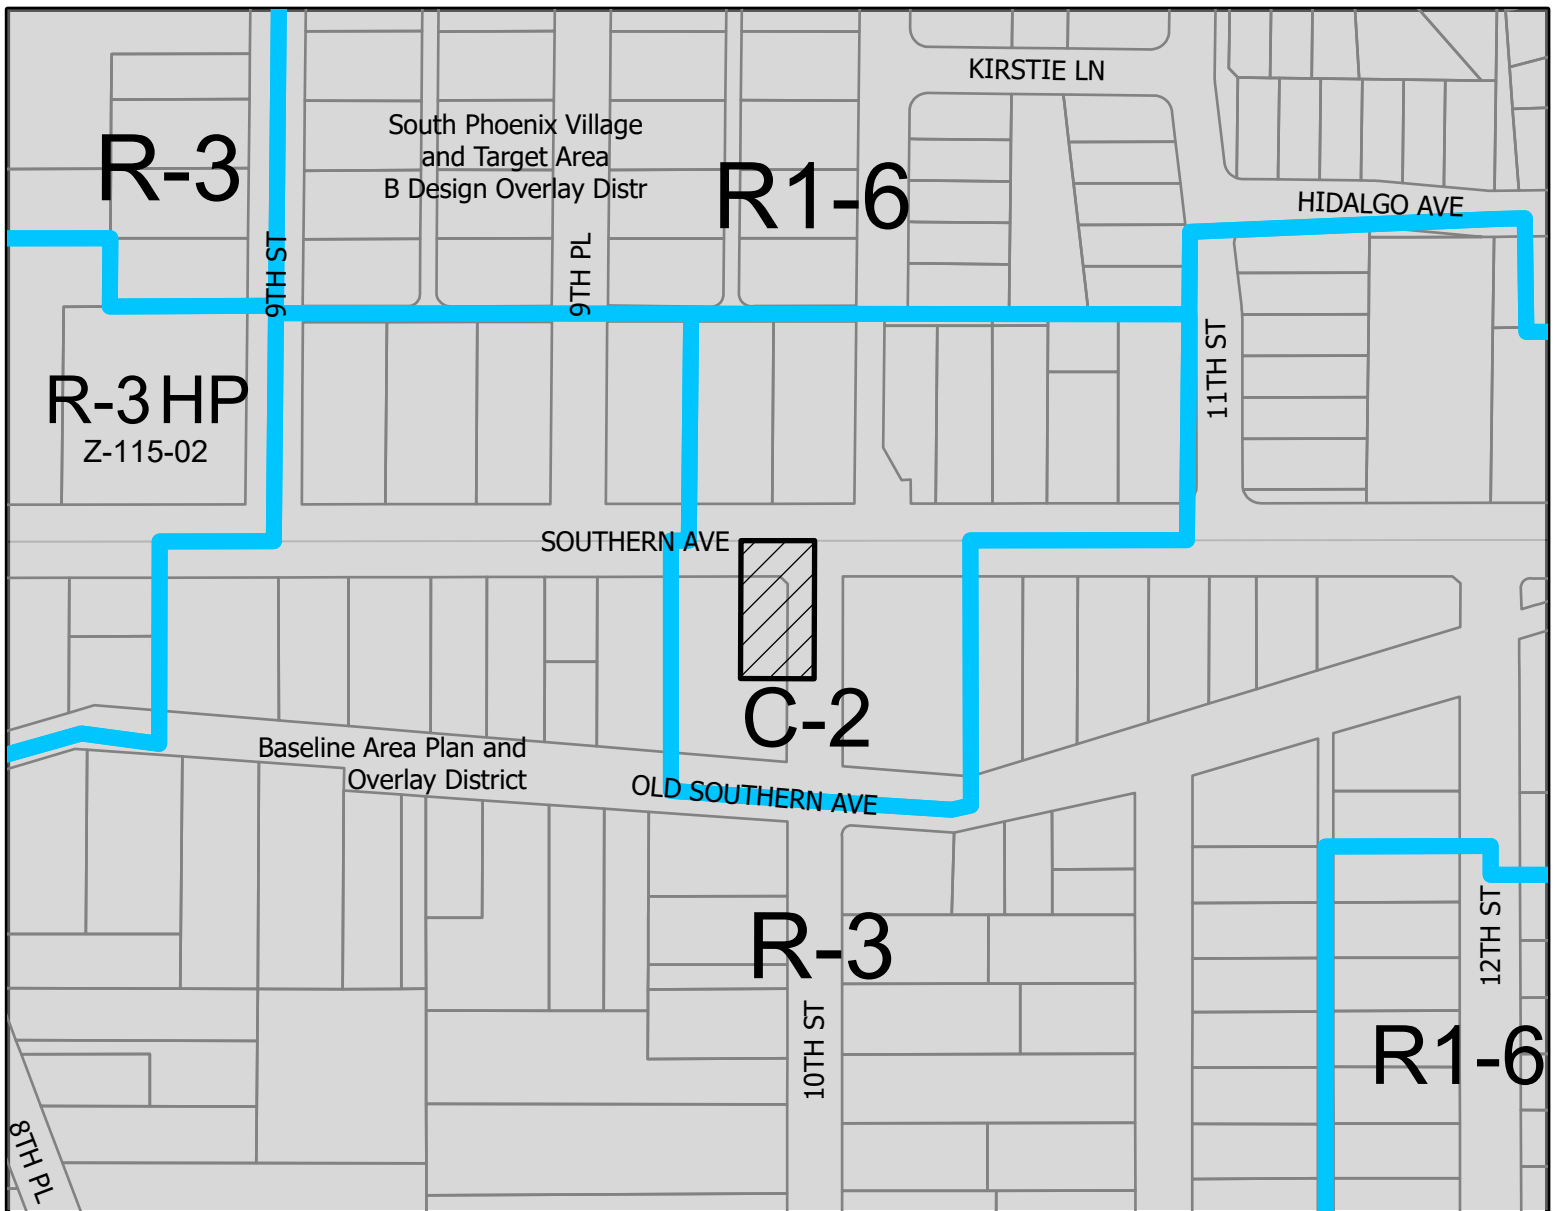 KIRSTIE LN
South Phoenix Village
and Target Area
B Design Overlay Distr
R-3
R1-6
HIDALGO AVE
9TH ST
9TH PL
11TH ST
R-3 HP
Z-115-02
SOUTHERN AVE
C-2
Baseline Area Plan and
Overlay District
OLD SOUTHERN AVE
R-3
12TH ST
10TH ST
R1-6
8TH PL